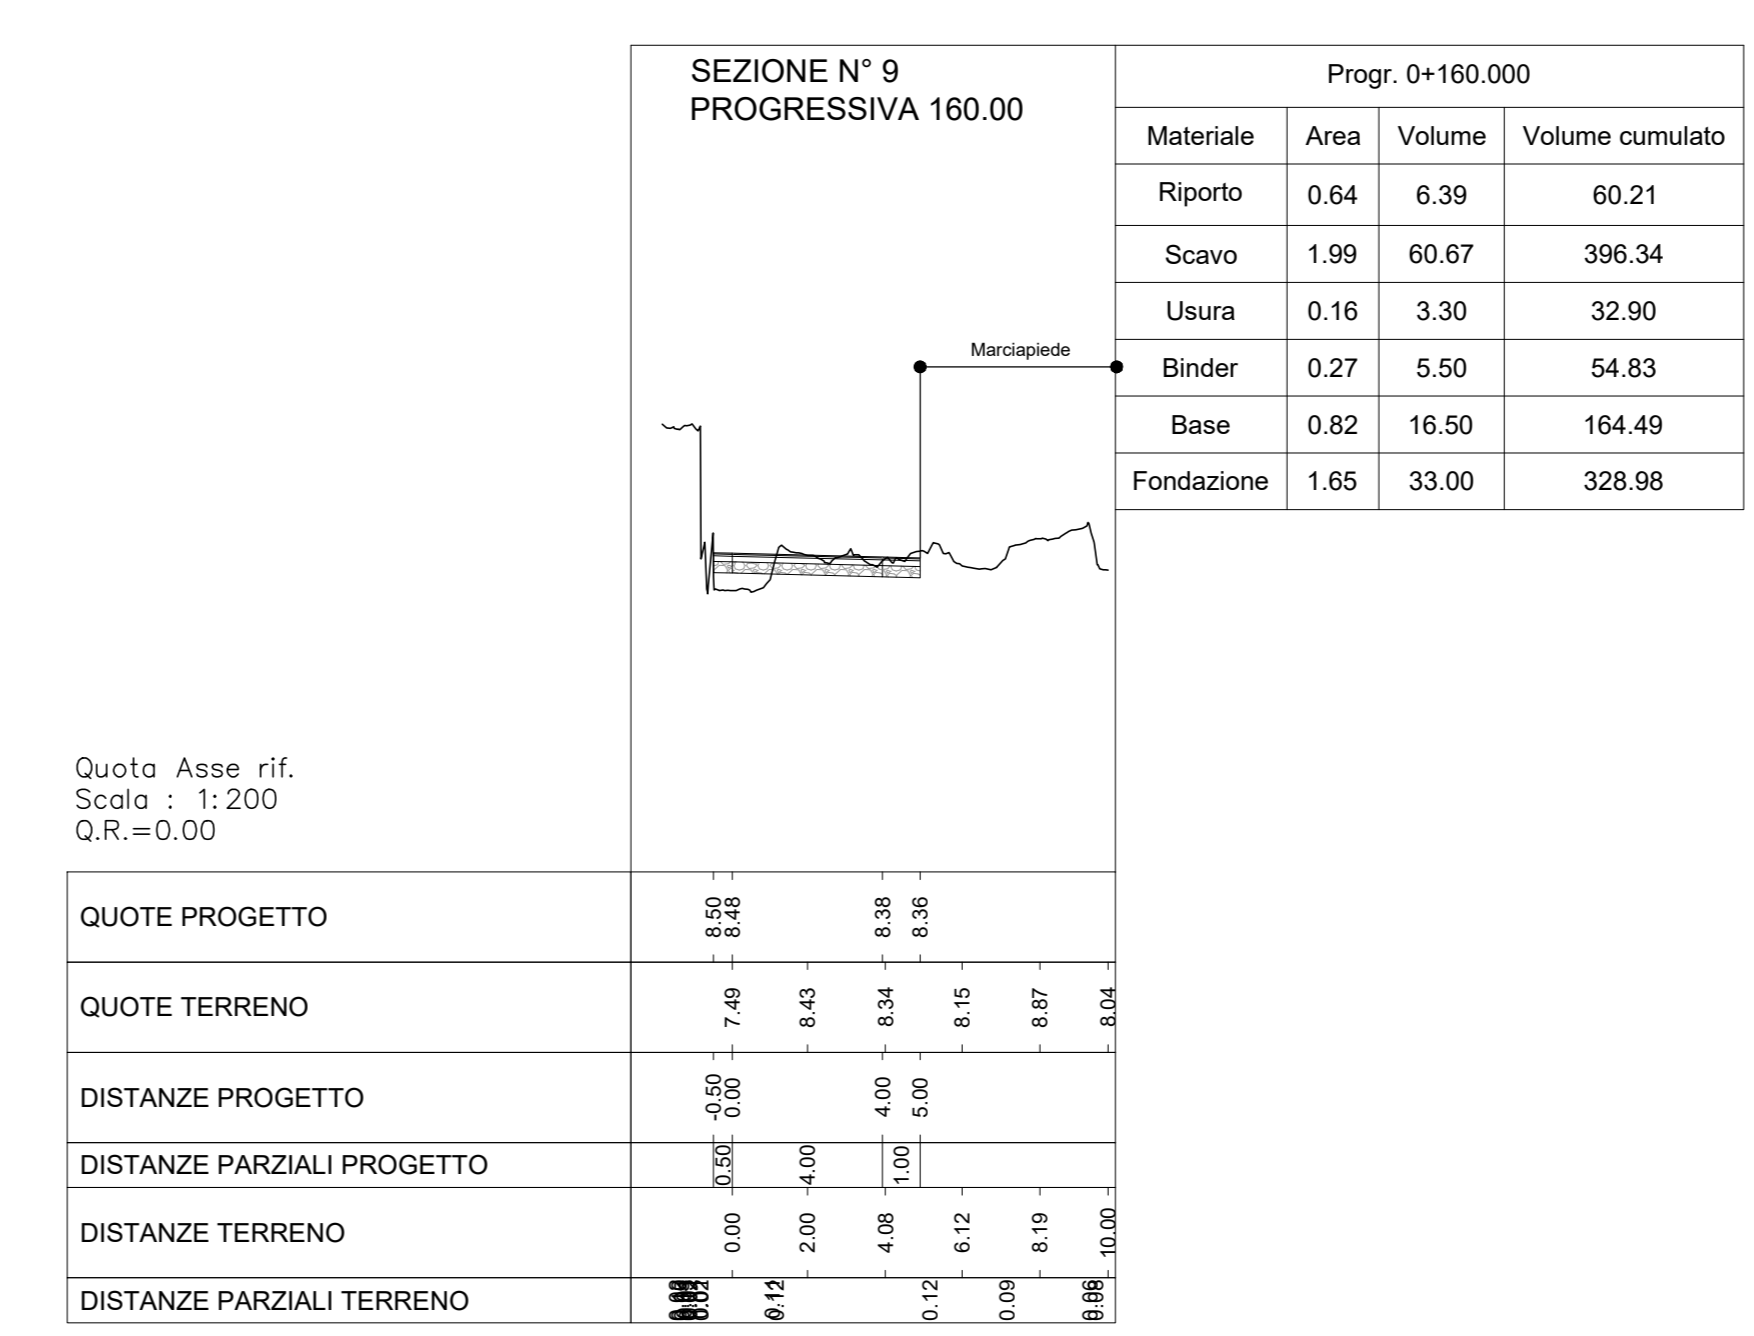 SEZIONE N° 9
PROGRESSIVA 160.00
Progr. 0+160.000
Materiale Area Volume Volume cumulato
Riporto 0.64 6.39 60.21
Scavo 1.99 60.67 396.34
Usura 0.16 3.30 32.90
Binder 0.27 5.50 54.83
Base 0.82 16.50 164.49
Fondazione 1.65 33.00 328.98
Marciapiede
Quota Asse rif.
Scala : 1:200
Q.R.=0.00
QUOTE PROGETTO 8.50 8.48 8.38 8.36
QUOTE TERRENO 7.49 8.43 8.34 8.15 8.87 8.04
DISTANZE PROGETTO -0.50 0.00 4.00 5.00
DISTANZE PARZIALI PROGETTO 0.50 4.00 1.00
DISTANZE TERRENO 0.00 2.00 4.08 6.12 8.19 10.00
DISTANZE PARZIALI TERRENO 0.12 0.09